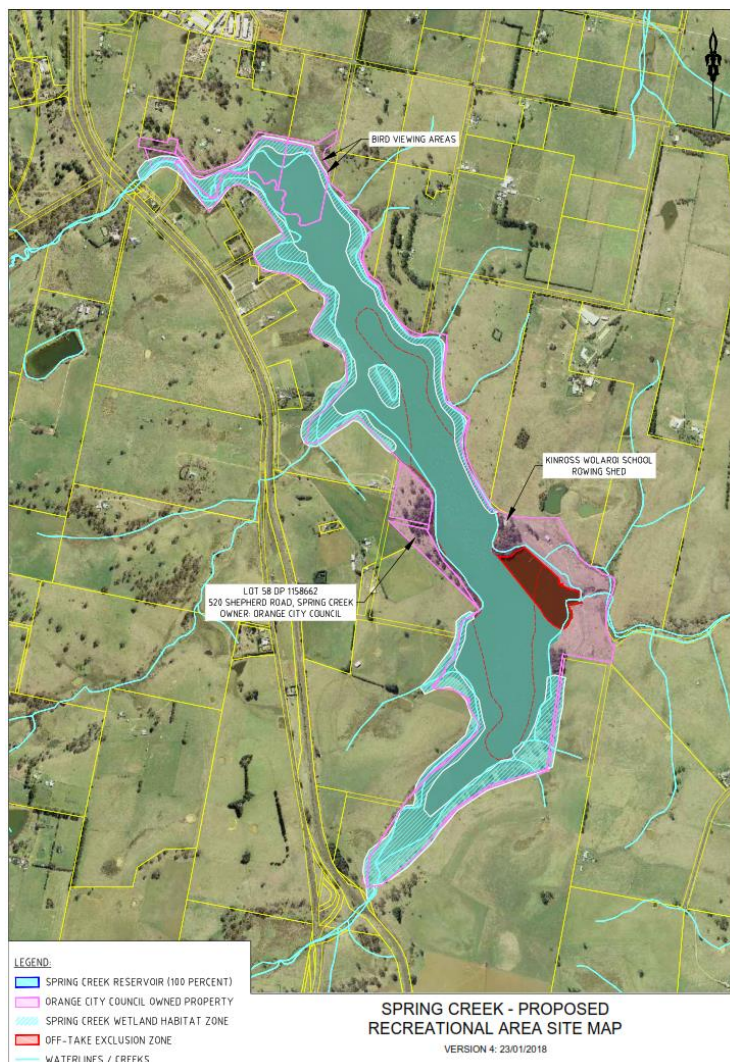 BIRD VIEWING AREAS
KINROSS WOLAROI SCHOOL
ROWING SHED
LOT 58 DP 1158662
520 SHEPHERD ROAD, SPRING CREEK
OWNER: ORANGE CITY COUNCIL
LEGEND:
SPRING CREEK RESERVOIR (100 PERCENT)
ORANGE CITY COUNCIL OWNED PROPERTY
SPRING CREEK WETLAND HABITAT ZONE
OFF-TAKE EXCLUSION ZONE
WATERLINES / CREEKS
SPRING CREEK - PROPOSED
RECREATIONAL AREA SITE MAP
VERSION 4: 23/01/2018